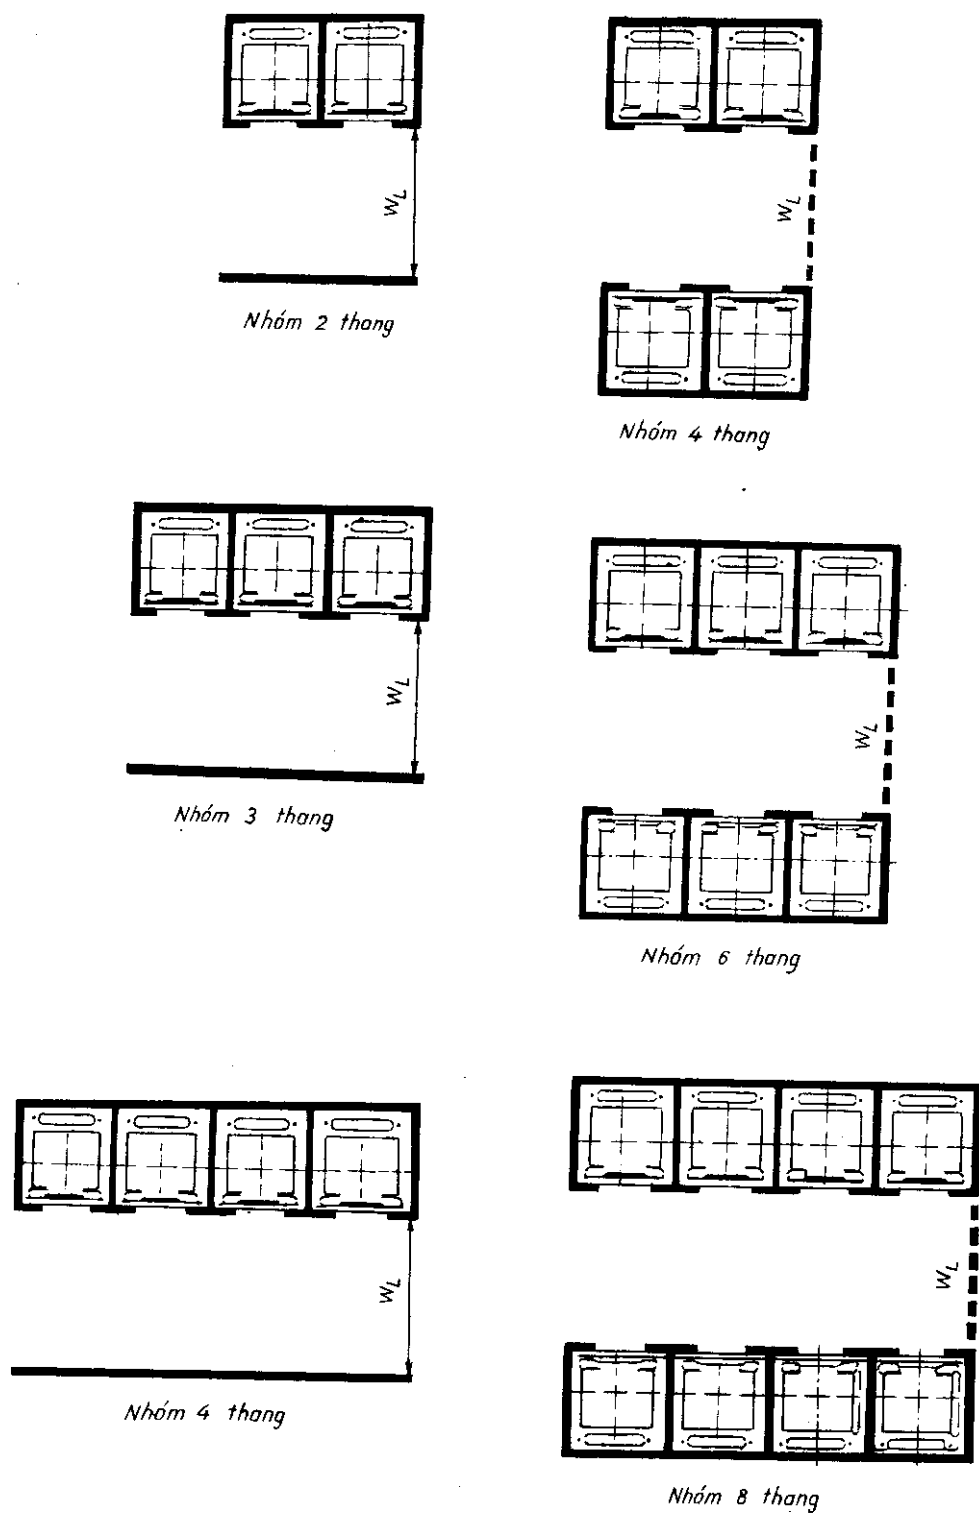 W_L
Nhóm 2 thang
W_L
Nhóm 4 thang
W_L
Nhóm 3 thang
W_L
Nhóm 6 thang
W_L
Nhóm 4 thang
W_L
Nhóm 8 thang